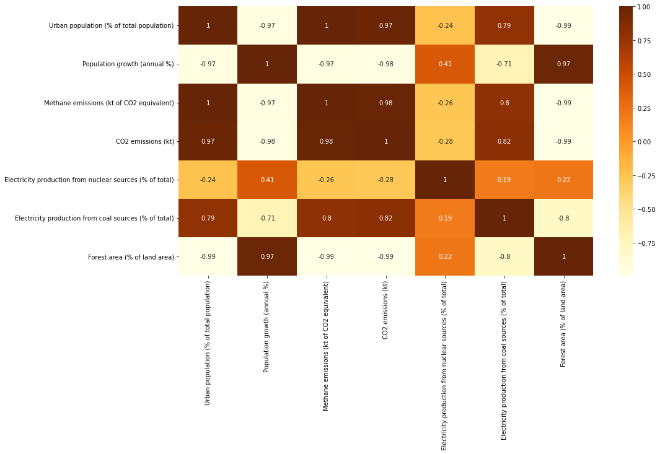 Urban population (% of total population) 1 -0.97 1 0.97 -0.24 0.79 -0.99
Population growth (annual %) -0.97 1 -0.97 -0.98 0.41 -0.71 0.97
Methane emissions (kt of CO2 equivalent) 1 -0.97 1 0.98 -0.26 0.8 -0.99
CO2 emissions (kt) 0.97 -0.98 0.98 1 -0.28 0.82 -0.99
Electricity production from nuclear sources (% of total) -0.24 0.41 -0.26 -0.28 1 0.19 0.22
Electricity production from coal sources (% of total) 0.79 -0.71 0.8 0.82 0.19 1 -0.8
Forest area (% of land area) -0.99 0.97 -0.99 -0.99 0.22 -0.8 1
Urban population (% of total population)
Population growth (annual %)
Methane emissions (kt of CO2 equivalent)
CO2 emissions (kt)
Electricity production from nuclear sources (% of total)
Electricity production from coal sources (% of total)
Forest area (% of land area)
1.00
0.75
0.50
0.25
0.00
−0.25
−0.50
−0.75